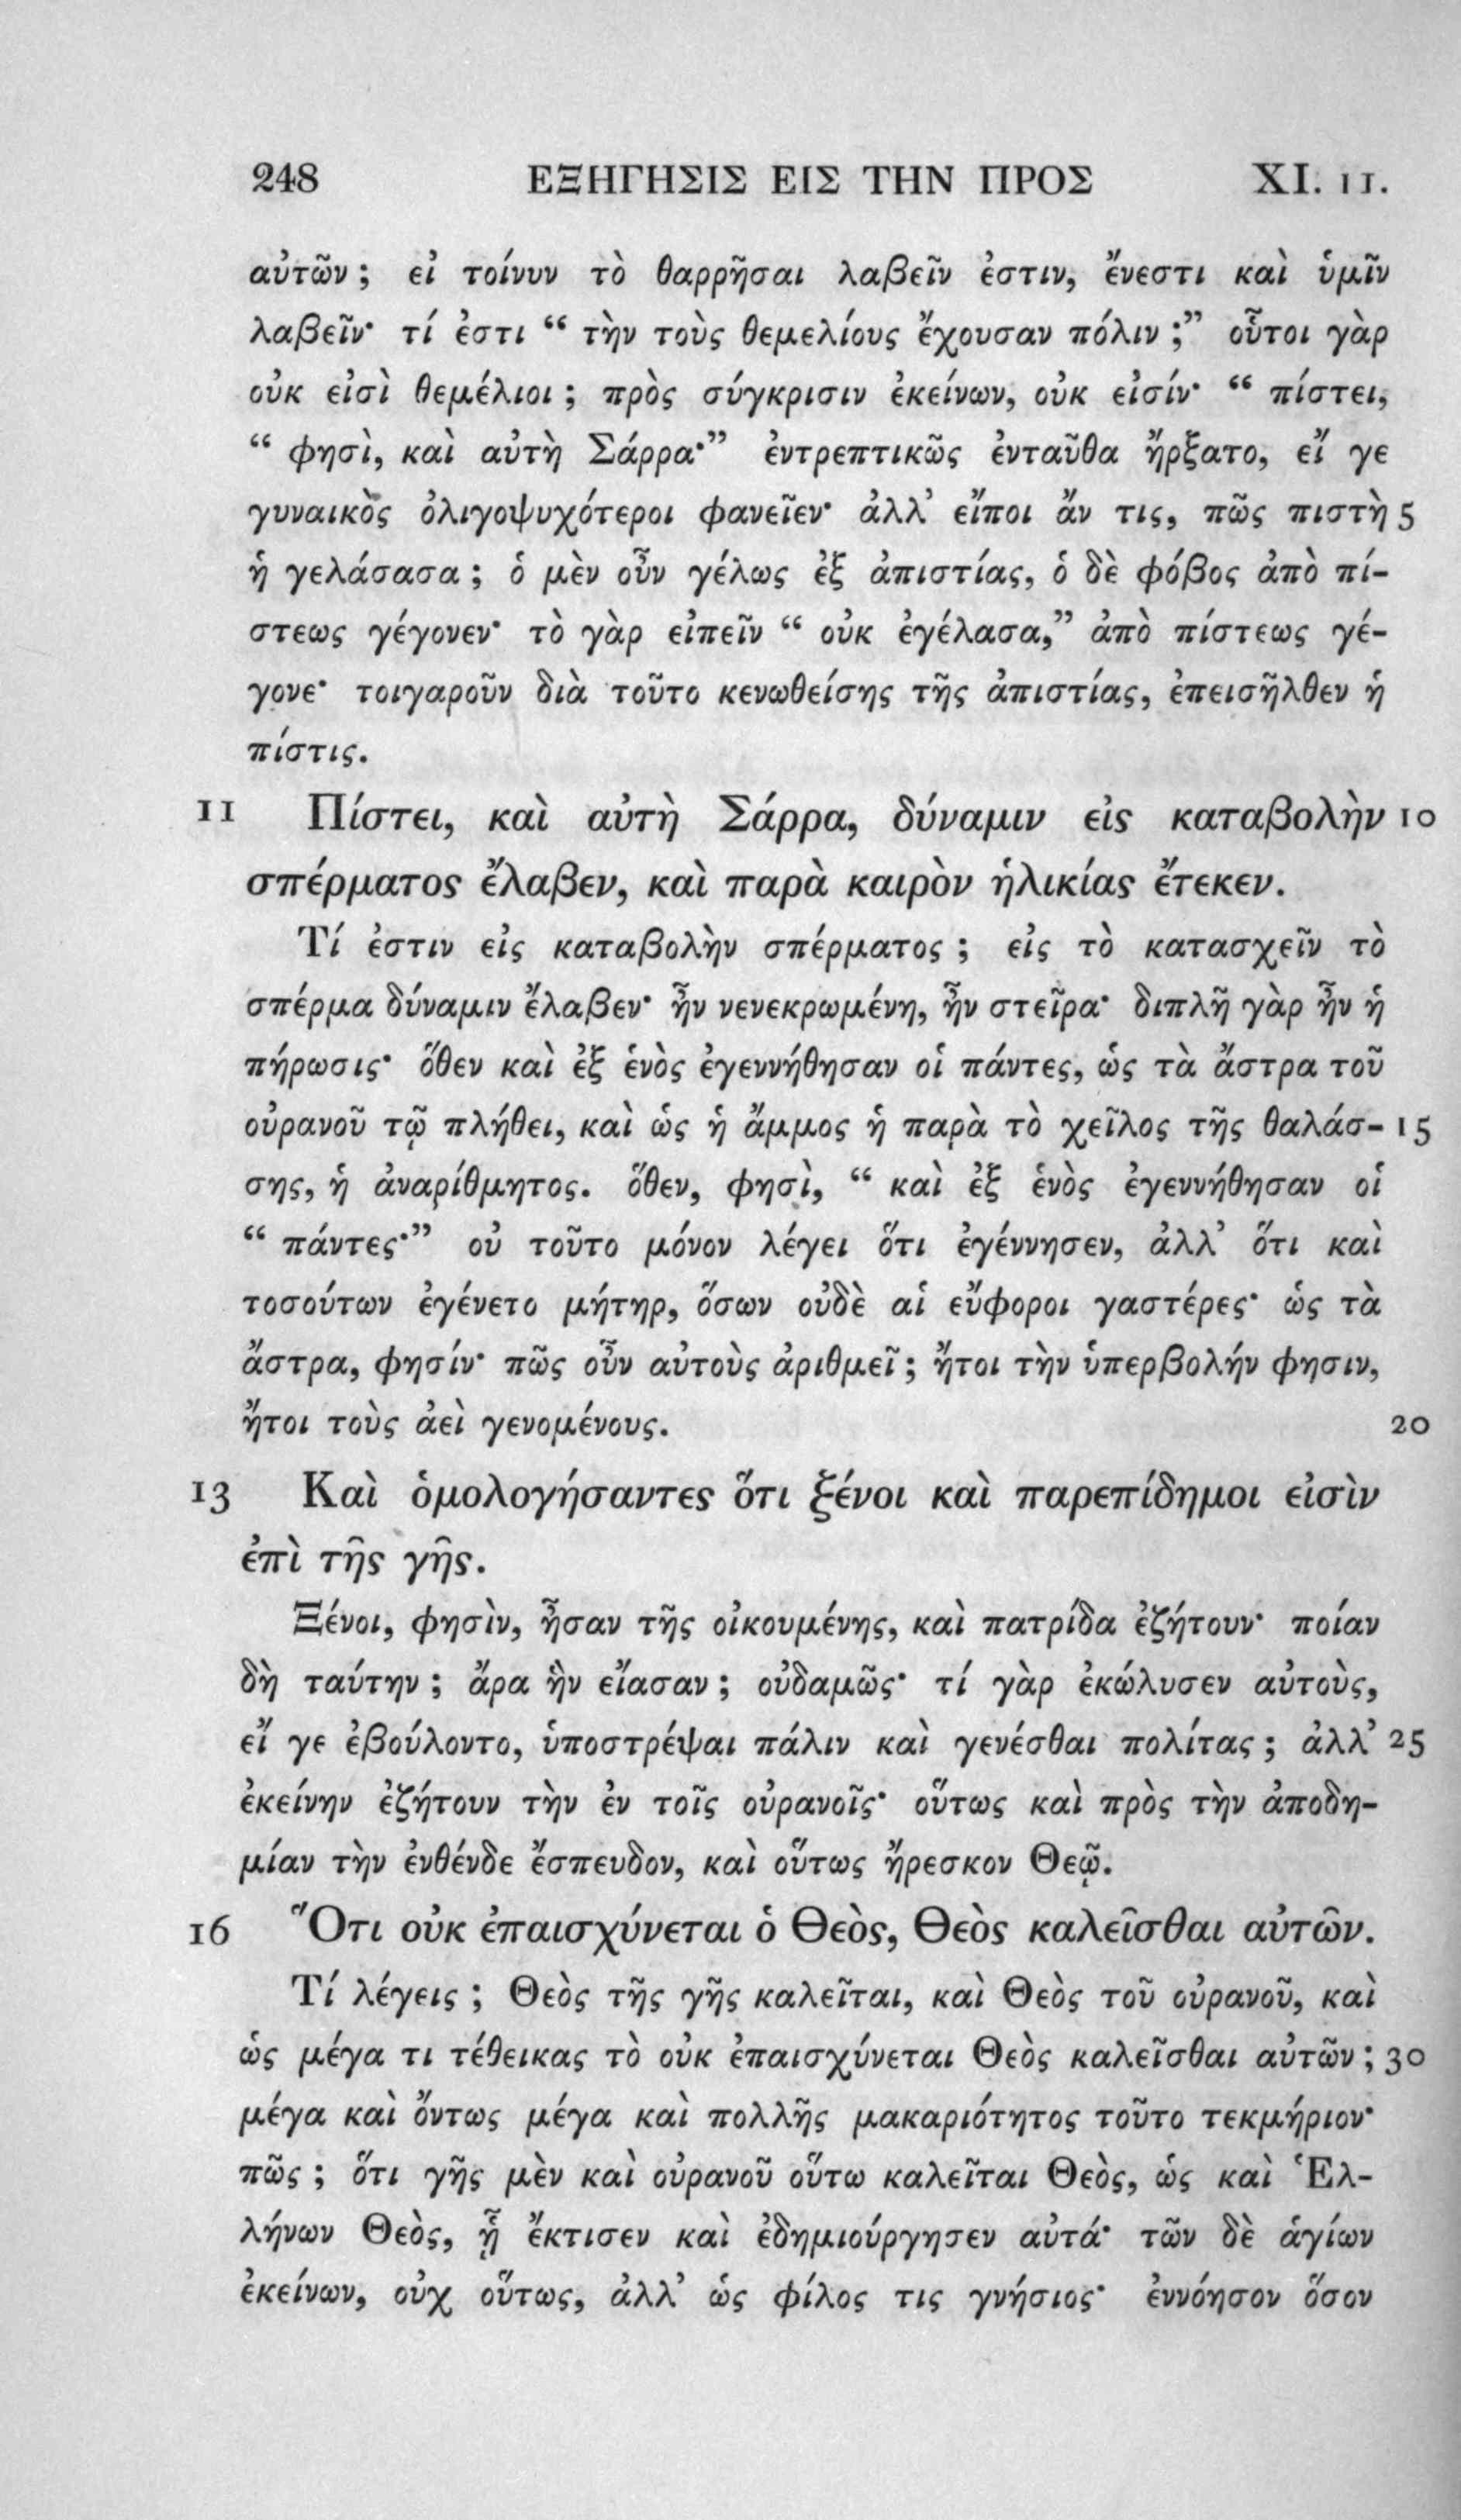 248 ΕΞΗΓΗΣΙΣ ΕΙΣ ΤΗΝ ΠΡΟΣ XI. 11.
αὐτῶν ; εἰ τοίνυν τὸ θαρρῆσαι λαβεῖν ἐστιν, ἔνεστι καὶ ὑμῖν
λαβεῖν· τί ἐστι “ τὴν τοὺς θεμελίους ἔχουσαν πόλιν ;” οὗτοι γὰρ
οὐκ εἰσὶ θεμέλιοι ; πρὸς σύγκρισιν ἐκείνων, οὐκ εἰσίν· “ πίστει,
“ φησὶ, καὶ αὐτὴ Σάρρα·” ἐντρεπτικῶς ἐνταῦθα ἤρξατο, εἴ γε
γυναικὸς ὀλιγοψυχότεροι φανεῖεν· ἀλλ’ εἴποι ἄν τις, πῶς πιστὴ 5
ἡ γελάσασα ; ὁ μὲν οὖν γέλως ἐξ ἀπιστίας, ὁ δὲ φόβος ἀπὸ πί-
στεως γέγονεν· τὸ γὰρ εἰπεῖν “ οὐκ ἐγέλασα,” ἀπὸ πίστεως γέ-
γονε· τοιγαροῦν διὰ τοῦτο κενωθείσης τῆς ἀπιστίας, ἐπεισῆλθεν ἡ
πίστις.
11 Πίστει, καὶ αὐτὴ Σάρρα, δύναμιν εἰς καταβολὴν 10
σπέρματος ἔλαβεν, καὶ παρὰ καιρὸν ἡλικίας ἔτεκεν.
Τί ἐστιν εἰς καταβολὴν σπέρματος ; εἰς τὸ κατασχεῖν τὸ
σπέρμα δύναμιν ἔλαβεν· ἦν νενεκρωμένη, ἦν στεῖρα· διπλῆ γὰρ ἦν ἡ
πήρωσις· ὅθεν καὶ ἐξ ἑνὸς ἐγεννήθησαν οἱ πάντες, ὡς τὰ ἄστρα τοῦ
οὐρανοῦ τῷ πλήθει, καὶ ὡς ἡ ἄμμος ἡ παρὰ τὸ χεῖλος τῆς θαλάσ- 15
σης, ἡ ἀναρίθμητος. ὅθεν, φησὶ, “ καὶ ἐξ ἑνὸς ἐγεννήθησαν οἱ
“ πάντες·” οὐ τοῦτο μόνον λέγει ὅτι ἐγέννησεν, ἀλλ’ ὅτι καὶ
τοσούτων ἐγένετο μήτηρ, ὅσων οὐδὲ αἱ εὔφοροι γαστέρες· ὡς τὰ
ἄστρα, φησίν· πῶς οὖν αὐτοὺς ἀριθμεῖ ; ἤτοι τὴν ὑπερβολήν φησιν,
ἤτοι τοὺς ἀεὶ γενομένους. 20
13 Καὶ ὁμολογήσαντες ὅτι ξένοι καὶ παρεπίδημοι εἰσὶν
ἐπὶ τῆς γῆς.
Ξένοι, φησὶν, ἦσαν τῆς οἰκουμένης, καὶ πατρίδα ἐζήτουν· ποίαν
δὴ ταύτην ; ἄρα ἣν εἴασαν ; οὐδαμῶς· τί γὰρ ἐκώλυσεν αὐτοὺς,
εἴ γε ἐβούλοντο, ὑποστρέψαι πάλιν καὶ γενέσθαι πολίτας ; ἀλλ’ 25
ἐκείνην ἐζήτουν τὴν ἐν τοῖς οὐρανοῖς· οὕτως καὶ πρὸς τὴν ἀποδη-
μίαν τὴν ἐνθένδε ἔσπευδον, καὶ οὕτως ἤρεσκον Θεῷ.
16 Ὅτι οὐκ ἐπαισχύνεται ὁ Θεὸς, Θεὸς καλεῖσθαι αὐτῶν.
Τί λέγεις ; Θεὸς τῆς γῆς καλεῖται, καὶ Θεὸς τοῦ οὐρανοῦ, καὶ
ὡς μέγα τι τέθεικας τὸ οὐκ ἐπαισχύνεται Θεὸς καλεῖσθαι αὐτῶν ; 30
μέγα καὶ ὄντως μέγα καὶ πολλῆς μακαριότητος τοῦτο τεκμήριον·
πῶς ; ὅτι γῆς μὲν καὶ οὐρανοῦ οὕτω καλεῖται Θεὸς, ὡς καὶ Ἑλ-
λήνων Θεὸς, ᾗ ἔκτισεν καὶ ἐδημιούργησεν αὐτά· τῶν δὲ ἁγίων
ἐκείνων, οὐχ οὕτως, ἀλλ’ ὡς φίλος τις γνήσιος· ἐννόησον ὅσον